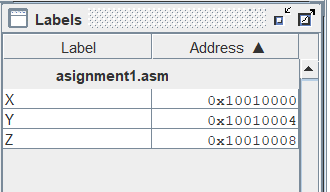 Labels
Label Address ▲
asignment1.asm
X 0x10010000
Y 0x10010004
Z 0x10010008